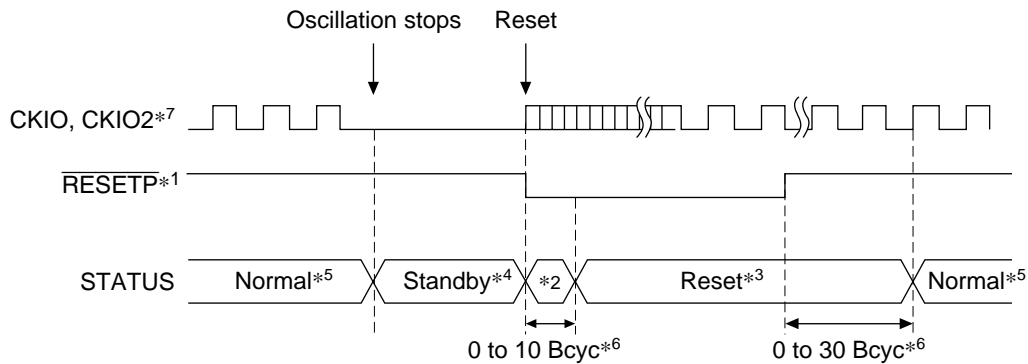 Oscillation stops
Reset
CKIO, CKIO2*7
RESETP*1
STATUS
Normal*5
Standby*4
*2
Reset*3
Normal*5
0 to 10 Bcyc*6
0 to 30 Bcyc*6